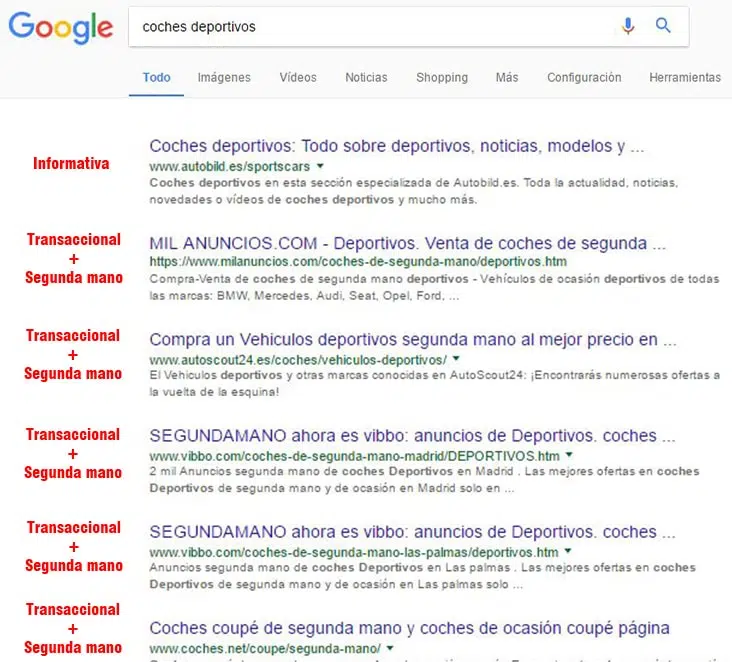 Google
coches deportivos
Todo Imágenes Vídeos Noticias Shopping Más Configuración Herramientas
Informativa
Coches deportivos: Todo sobre deportivos, noticias, modelos y ...
www.autobild.es/sportscars
Coches deportivos en esta sección especializada de Autobild.es. Toda la actualidad, noticias,
novedades o vídeos de coches deportivos y mucho más.
Transaccional
+
Segunda mano
MIL ANUNCIOS.COM - Deportivos. Venta de coches de segunda ...
https://www.milanuncios.com/coches-de-segunda-mano/deportivos.htm
Compra-Venta de coches de segunda mano deportivos - Vehículos de ocasión deportivos de todas
las marcas: BMW, Mercedes, Audi, Seat, Opel, Ford, ...
Transaccional
+
Segunda mano
Compra un Vehiculos deportivos segunda mano al mejor precio en ...
www.autoscout24.es/coches/vehiculos-deportivos/
El Vehiculos deportivos y otras marcas conocidas en AutoScout24: ¡Encontrarás numerosas ofertas a
la vuelta de la esquina!
Transaccional
+
Segunda mano
SEGUNDAMANO ahora es vibbo: anuncios de Deportivos. coches ...
www.vibbo.com/coches-de-segunda-mano-madrid/DEPORTIVOS.htm
2 mil Anuncios segunda mano de coches Deportivos en Madrid . Las mejores ofertas en coches
Deportivos de segunda mano y de ocasión en Madrid solo en ...
Transaccional
+
Segunda mano
SEGUNDAMANO ahora es vibbo: anuncios de Deportivos. coches ...
www.vibbo.com/coches-de-segunda-mano-las-palmas/deportivos.htm
Anuncios segunda mano de coches Deportivos en Las palmas . Las mejores ofertas en coches
Deportivos de segunda mano y de ocasión en Las palmas solo ...
Transaccional
+
Segunda mano
Coches coupé de segunda mano y coches de ocasión coupé página
www.coches.net/coupe/segunda-mano/